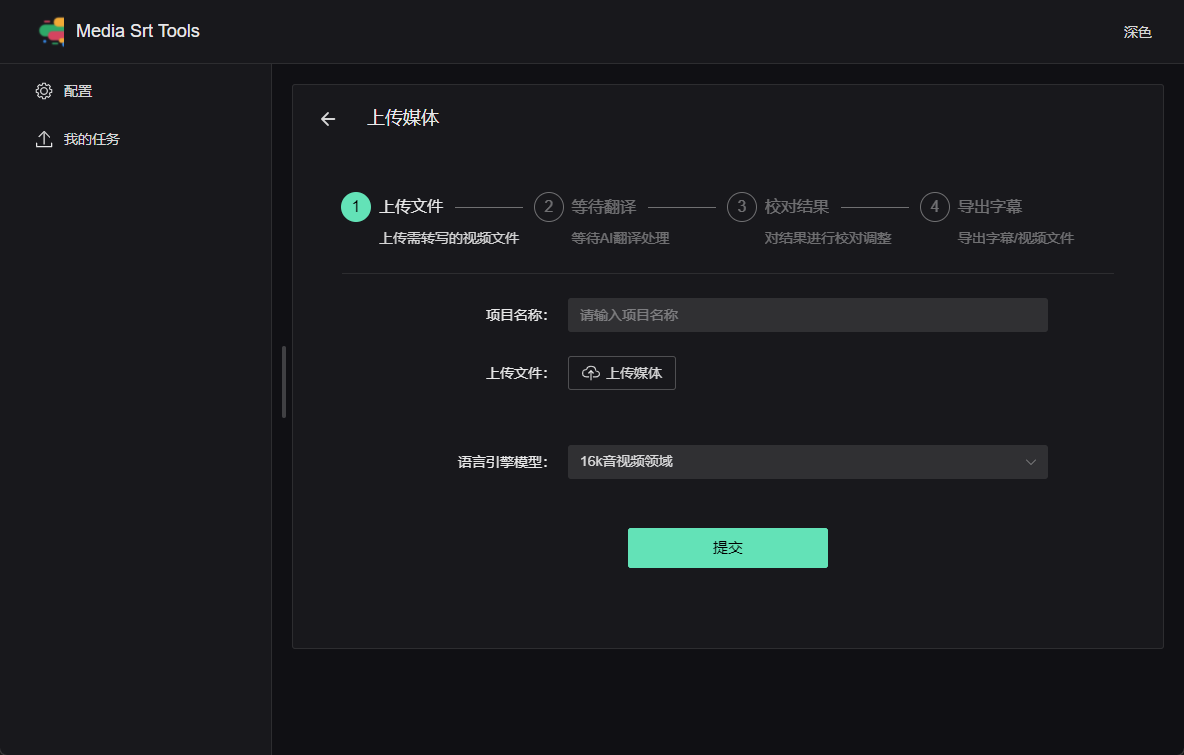 Media Srt Tools
深色
配置
我的任务
上传媒体
1 上传文件
上传需转写的视频文件
2 等待翻译
等待AI翻译处理
3 校对结果
对结果进行校对调整
4 导出字幕
导出字幕/视频文件
项目名称：
请输入项目名称
上传文件：
上传媒体
语言引擎模型：
16k音视频领域
提交